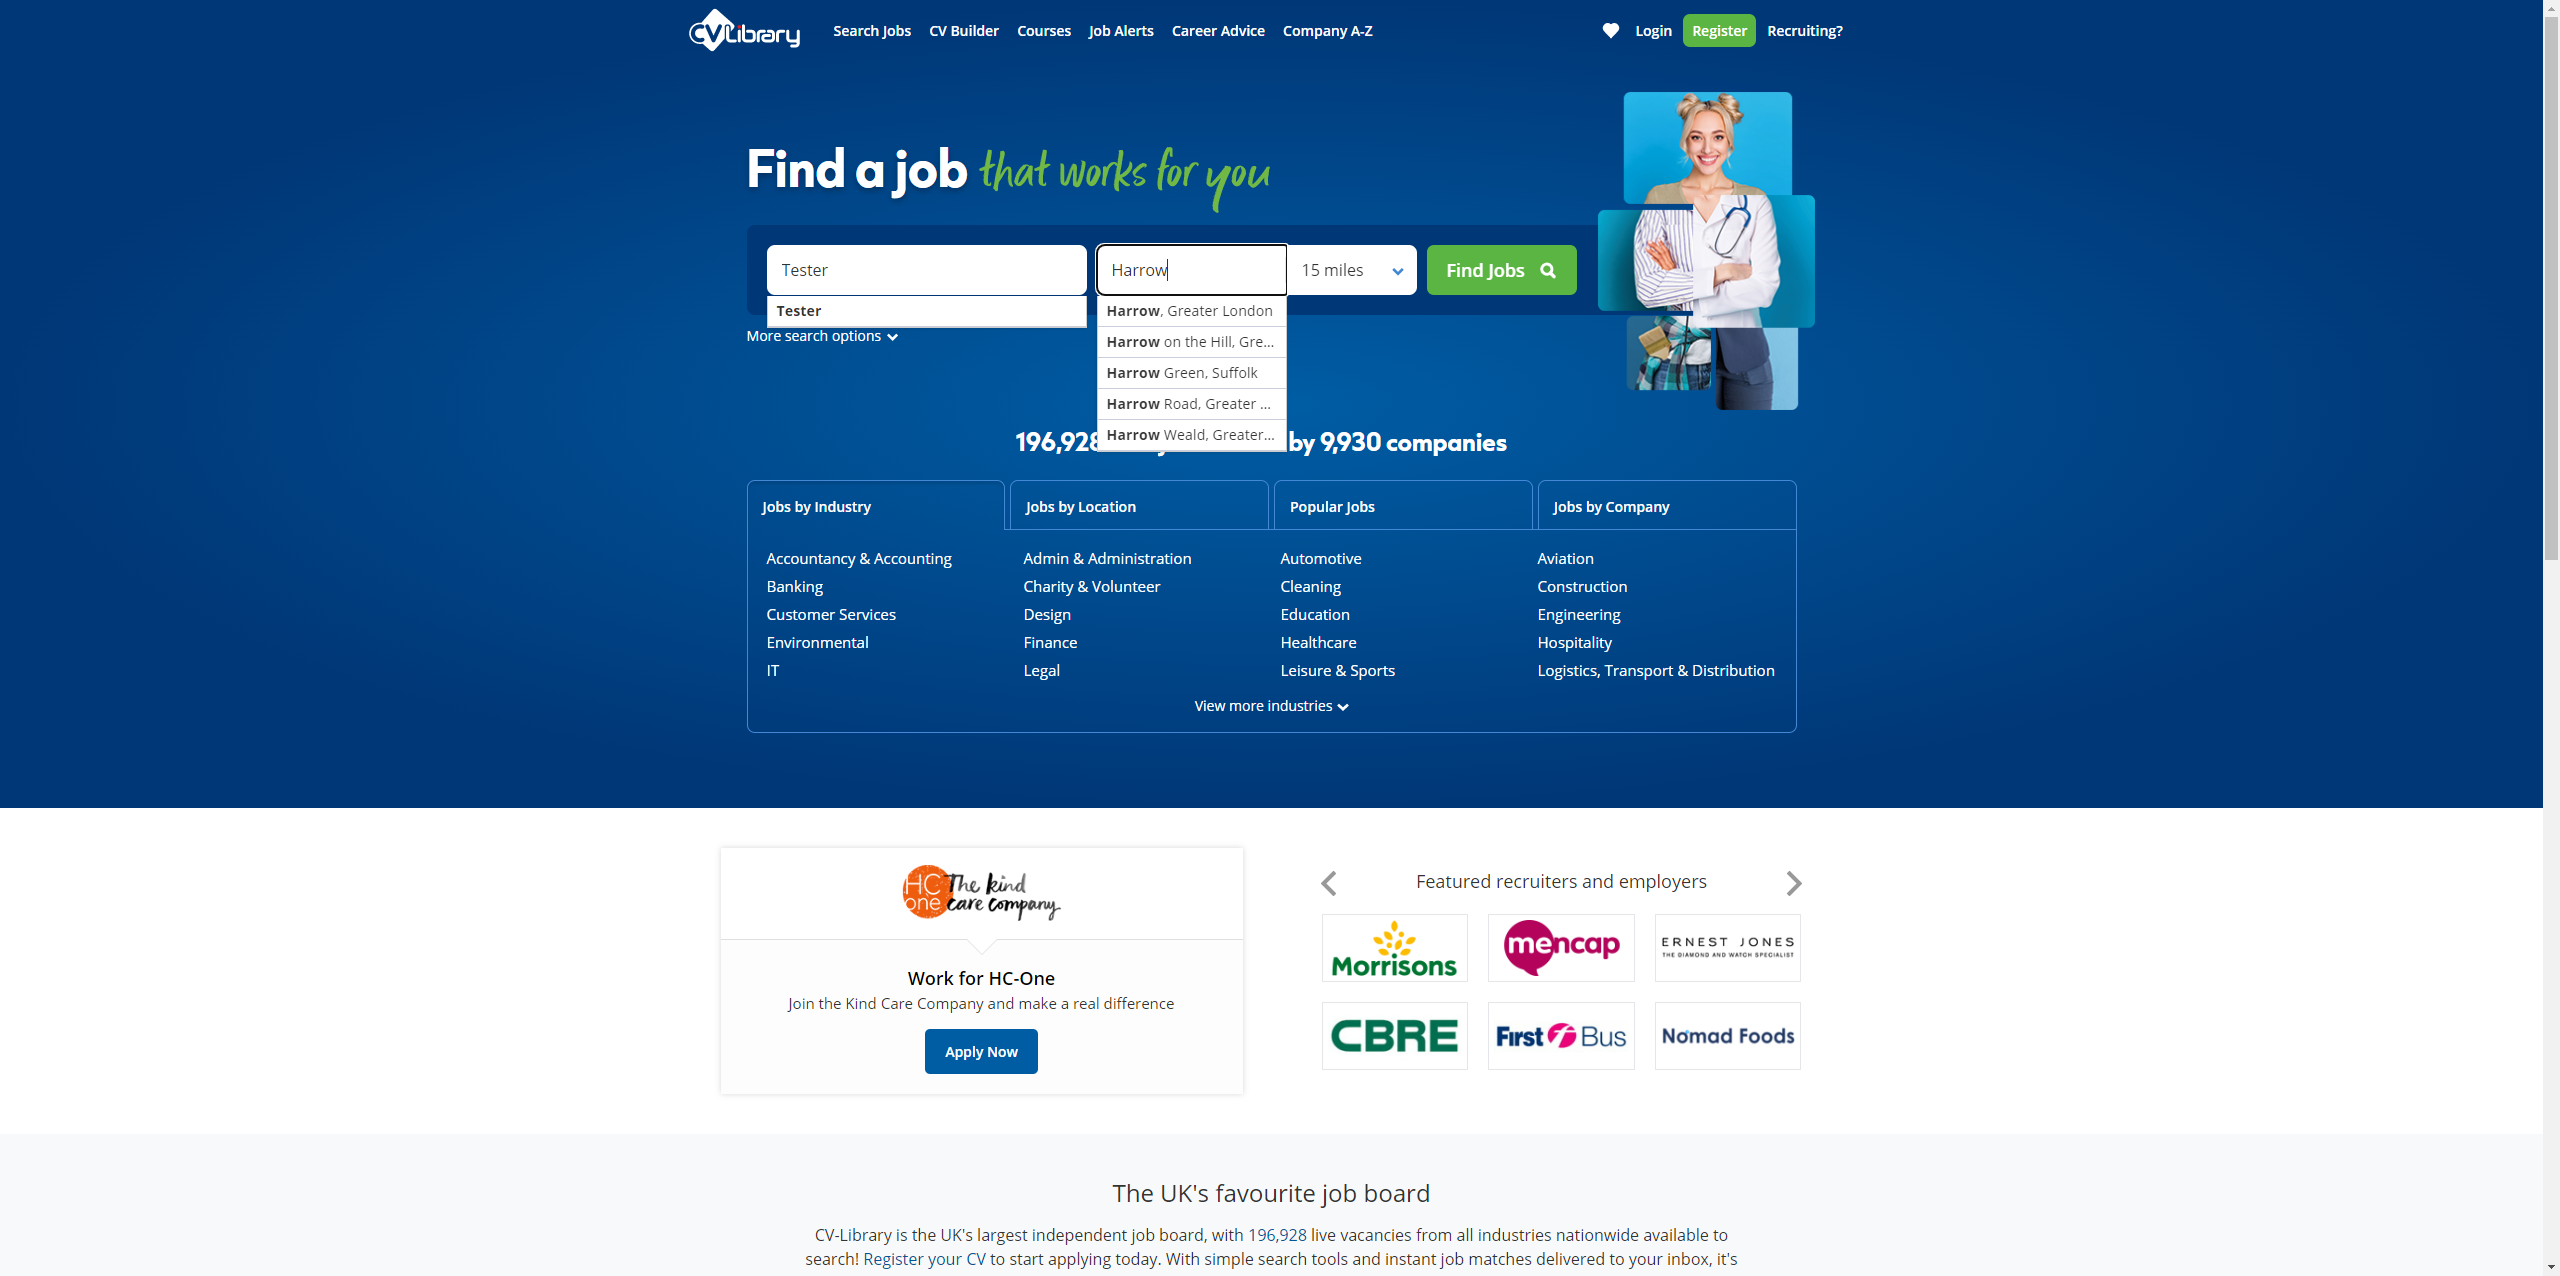 CVLibrary
Search Jobs CV Builder Courses Job Alerts Career Advice Company A-Z Login Register Recruiting?
Find a job that works for you
Tester Harrow 15 miles Find Jobs
Tester
Harrow, Greater London
More search options
Harrow on the Hill, Gre...
Harrow Green, Suffolk
Harrow Road, Greater ...
Harrow Weald, Greater...
196,928 by 9,930 companies
Jobs by Industry Jobs by Location Popular Jobs Jobs by Company
Accountancy & Accounting Admin & Administration Automotive Aviation
Banking Charity & Volunteer Cleaning Construction
Customer Services Design Education Engineering
Environmental Finance Healthcare Hospitality
IT Legal Leisure & Sports Logistics, Transport & Distribution
View more industries
HC one The kind care company
Work for HC-One
Join the Kind Care Company and make a real difference
Apply Now
Featured recruiters and employers
Morrisons mencap ERNEST JONES
THE DIAMOND AND WATCH SPECIALIST
CBRE First Bus Nomad Foods
The UK's favourite job board
CV-Library is the UK's largest independent job board, with 196,928 live vacancies from all industries nationwide available to
search! Register your CV to start applying today. With simple search tools and instant job matches delivered to your inbox, it's